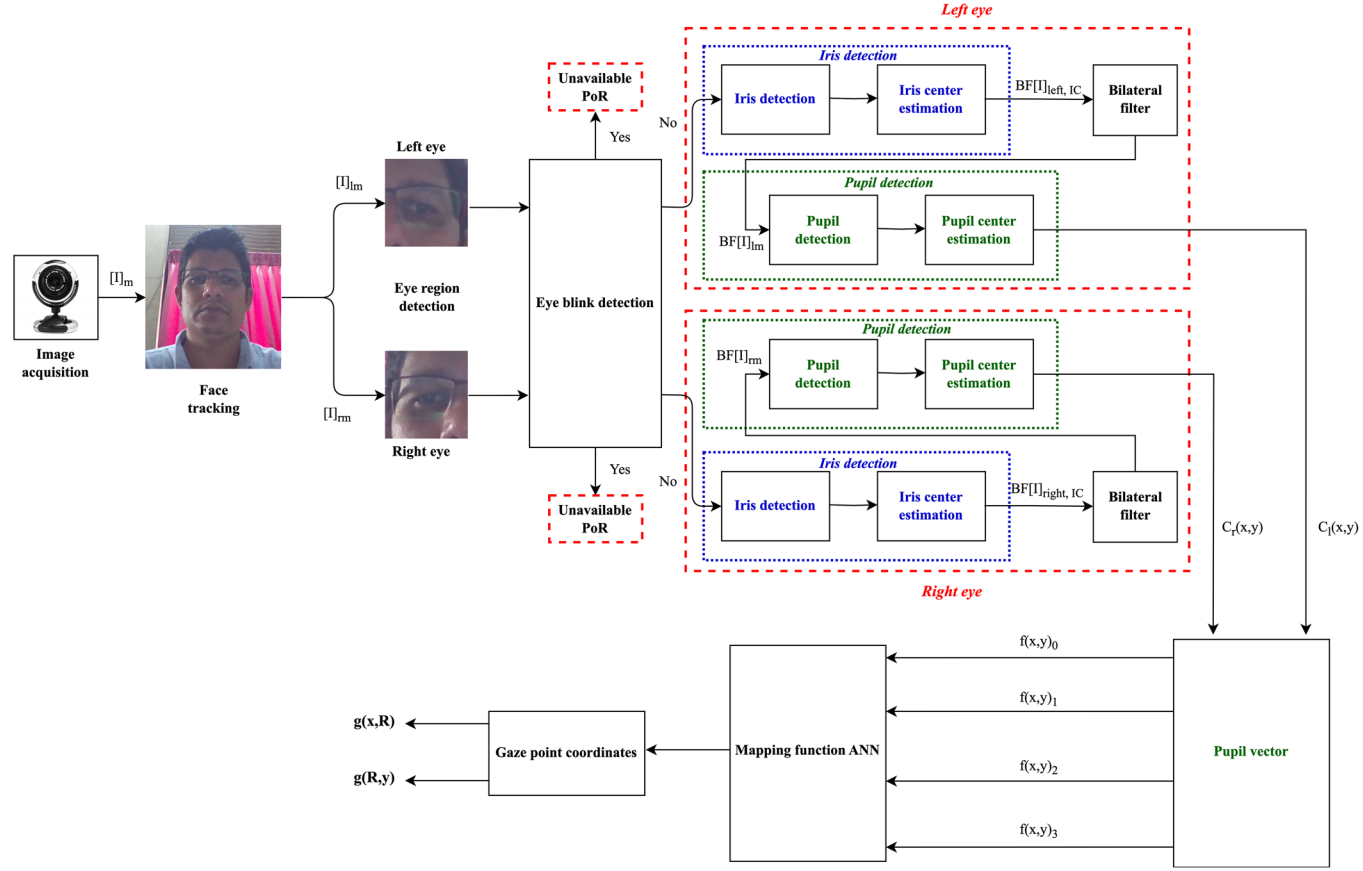 Left eye
Iris detection
Unavailable
PoR
Iris detection
Iris center
estimation
BF[I]left, IC
Bilateral
filter
No
Yes
Left eye
[I]lm
Pupil detection
Pupil
detection
Pupil center
estimation
BF[I]lm
[I]m
Eye region
detection
Eye blink detection
Image
acquisition
Face
tracking
[I]rm
Right eye
Pupil detection
BF[I]rm
Pupil
detection
Pupil center
estimation
Yes
No
Iris detection
Iris detection
Iris center
estimation
BF[I]right, IC
Bilateral
filter
Unavailable
PoR
Cr(x,y)
Cl(x,y)
Right eye
f(x,y)0
f(x,y)1
f(x,y)2
f(x,y)3
Pupil vector
Mapping function ANN
Gaze point coordinates
g(x,R)
g(R,y)